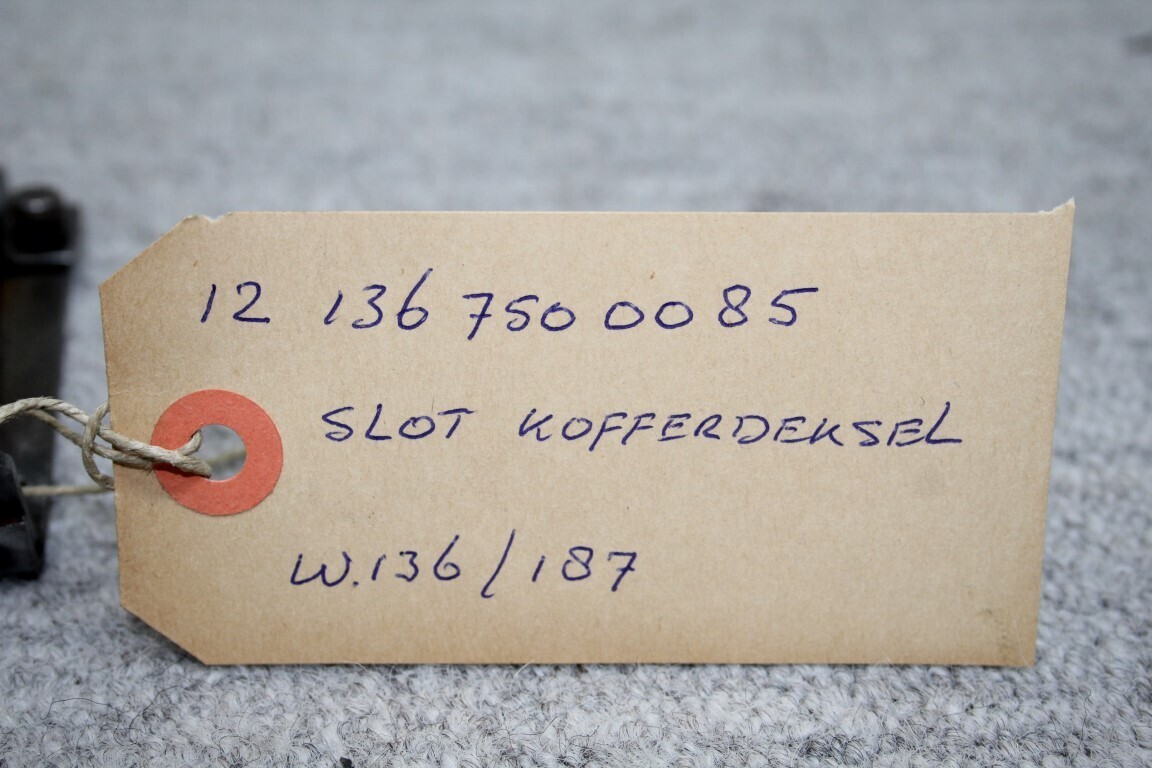 12 136 750 00 85
SLOT KOFFERDEKSEL
W.136/187